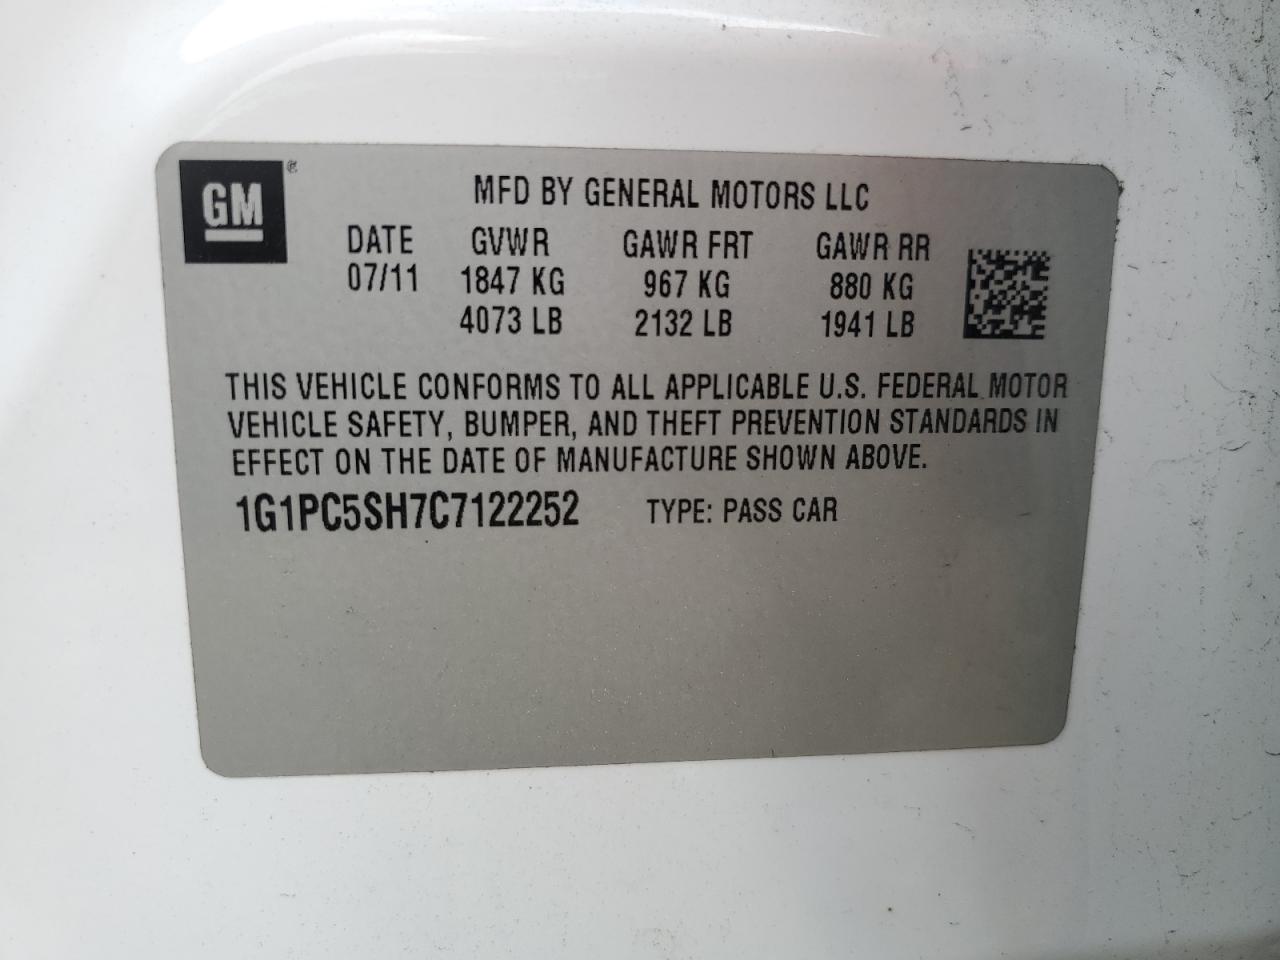 GM
MFD BY GENERAL MOTORS LLC
DATE GVWR GAWR FRT GAWR RR
07/11 1847 KG 967 KG 880 KG
4073 LB 2132 LB 1941 LB
THIS VEHICLE CONFORMS TO ALL APPLICABLE U.S. FEDERAL MOTOR
VEHICLE SAFETY, BUMPER, AND THEFT PREVENTION STANDARDS IN
EFFECT ON THE DATE OF MANUFACTURE SHOWN ABOVE.
1G1PC5SH7C7122252 TYPE: PASS CAR